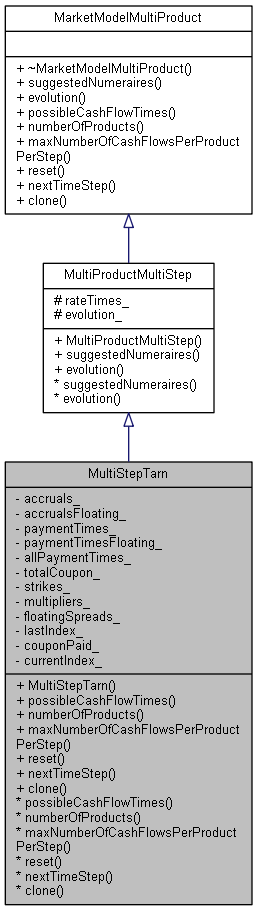 MarketModelMultiProduct
+ ~MarketModelMultiProduct()
+ suggestedNumeraires()
+ evolution()
+ possibleCashFlowTimes()
+ numberOfProducts()
+ maxNumberOfCashFlowsPerProduct
PerStep()
+ reset()
+ nextTimeStep()
+ clone()
MultiProductMultiStep
# rateTimes_
# evolution_
+ MultiProductMultiStep()
+ suggestedNumeraires()
+ evolution()
* suggestedNumeraires()
* evolution()
MultiStepTarn
- accruals_
- accrualsFloating_
- paymentTimes_
- paymentTimesFloating_
- allPaymentTimes_
- totalCoupon_
- strikes_
- multipliers_
- floatingSpreads_
- lastIndex_
- couponPaid_
- currentIndex_
+ MultiStepTarn()
+ possibleCashFlowTimes()
+ numberOfProducts()
+ maxNumberOfCashFlowsPerProduct
PerStep()
+ reset()
+ nextTimeStep()
+ clone()
* possibleCashFlowTimes()
* numberOfProducts()
* maxNumberOfCashFlowsPerProduct
PerStep()
* reset()
* nextTimeStep()
* clone()